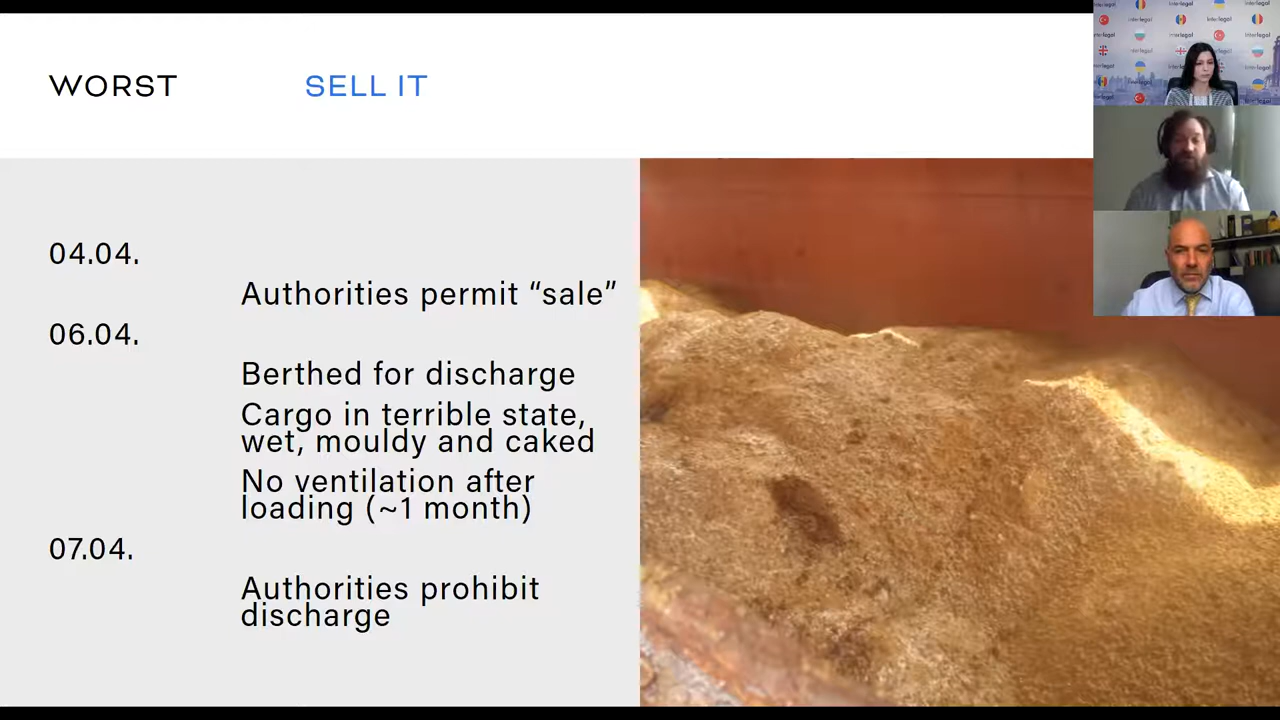 WORST SELL IT
04.04.
Authorities permit “sale”
06.04.
Berthed for discharge
Cargo in terrible state,
wet, mouldy and caked
No ventilation after
loading (~1 month)
07.04.
Authorities prohibit
discharge
interlegal